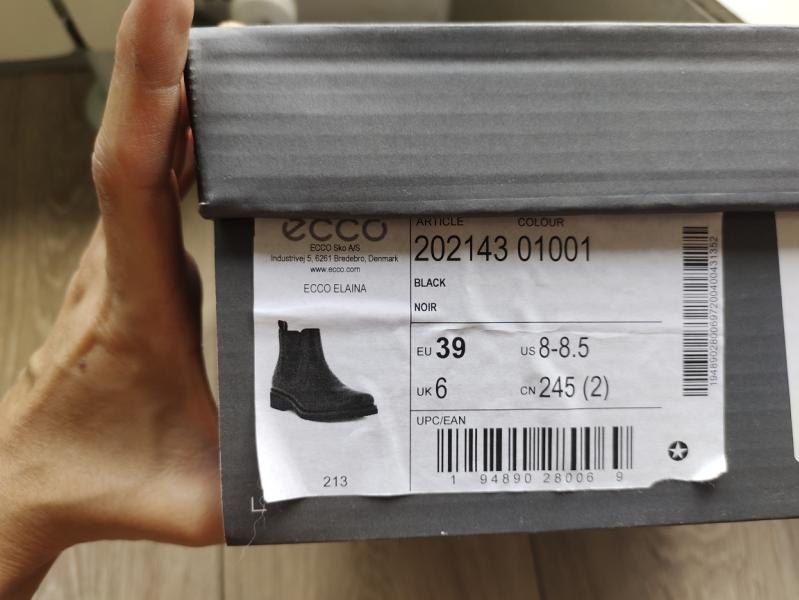 ecco
ECCO Sko A/S
Industrivej 5, 6261 Bredebro, Denmark
www.ecco.com
ECCO ELAINA
213
ARTICLE COLOUR
202143 01001
BLACK
NOIR
EU 39 US 8-8.5
UK 6 CN 245 (2)
UPC/EAN
1 94890 28006 9
1948902800697200400431352